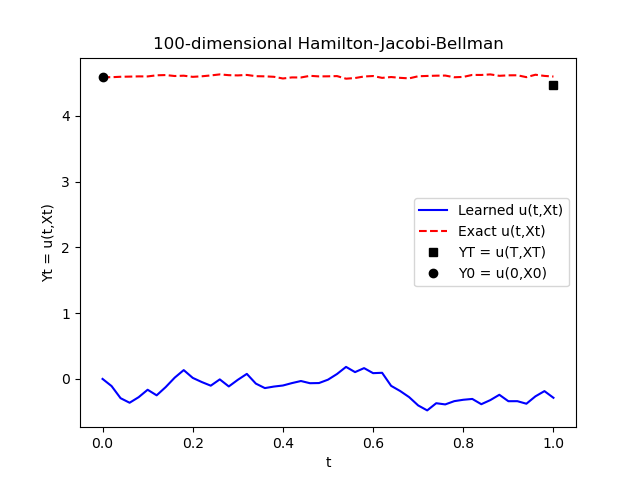 100-dimensional Hamilton-Jacobi-Bellman
Yt = u(t,Xt)
4
3
2
1
0
Learned u(t,Xt)
Exact u(t,Xt)
YT = u(T,XT)
Y0 = u(0,X0)
0.0 0.2 0.4 0.6 0.8 1.0
t